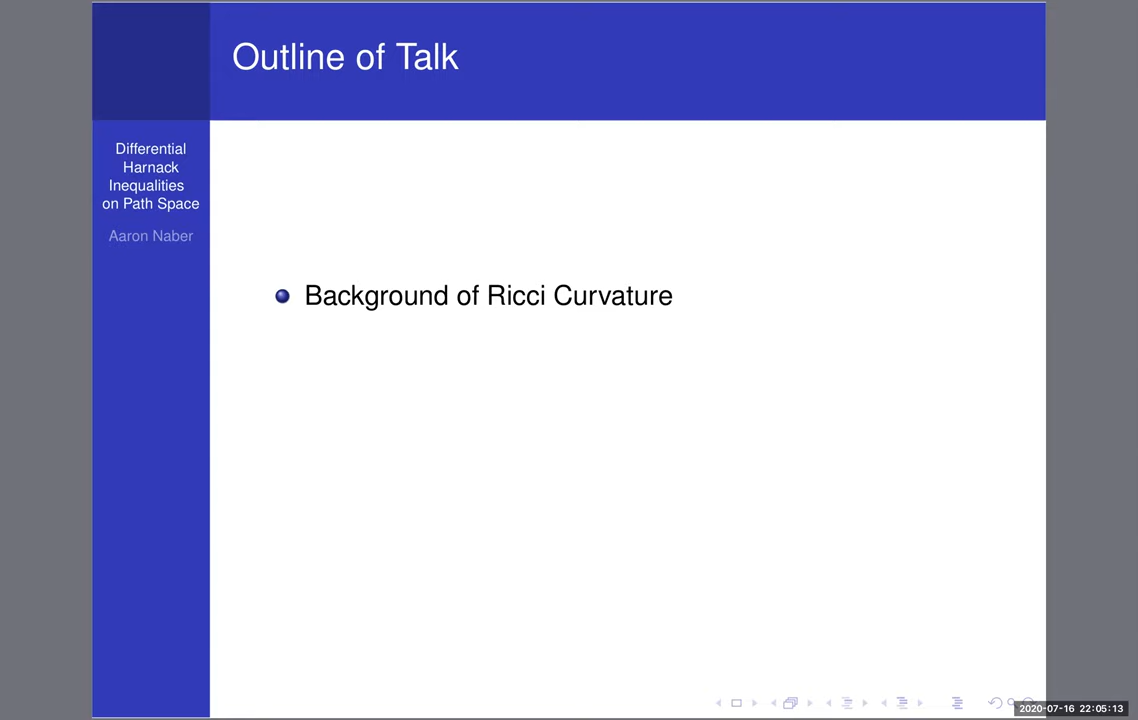 Outline of Talk
Differential
Harnack
Inequalities
on Path Space
Aaron Naber
Background of Ricci Curvature
2020-07-16 22:05:13